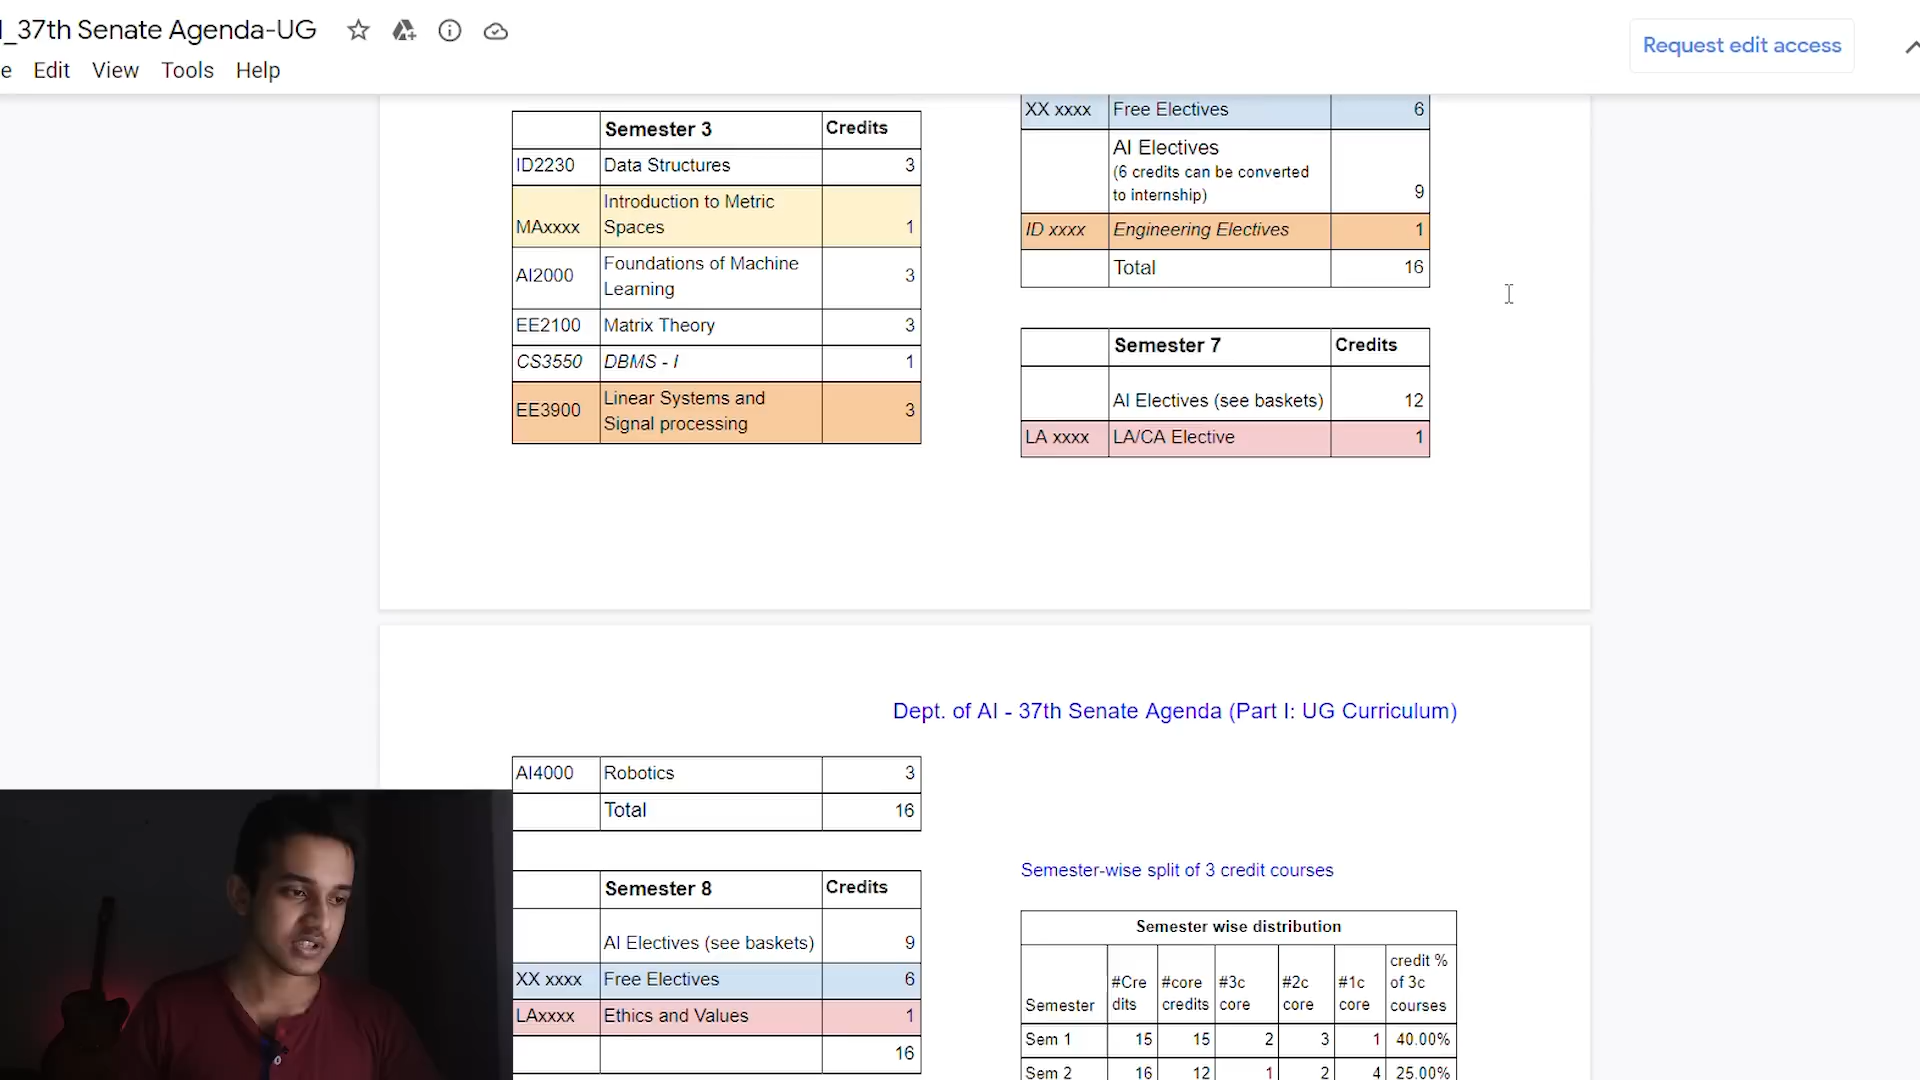 _37th Senate Agenda-UG
Request edit access
e Edit View Tools Help
Semester 3 Credits
ID2230 Data Structures 3
MAxxxx Introduction to Metric
Spaces 1
AI2000 Foundations of Machine
Learning 3
EE2100 Matrix Theory 3
CS3550 DBMS - I 1
EE3900 Linear Systems and
Signal processing 3
XX xxxx Free Electives 6
AI Electives
(6 credits can be converted
to internship) 9
ID xxxx Engineering Electives 1
Total 16
Semester 7 Credits
AI Electives (see baskets) 12
LA xxxx LA/CA Elective 1
Dept. of AI - 37th Senate Agenda (Part I: UG Curriculum)
AI4000 Robotics 3
Total 16
Semester 8 Credits
AI Electives (see baskets) 9
XX xxxx Free Electives 6
LAxxxx Ethics and Values 1
16
Semester-wise split of 3 credit courses
Semester wise distribution
Semester #Cre
dits #core
credits #3c
core #2c
core #1c
core credit %
of 3c
courses
Sem 1 15 15 2 3 1 40.00%
Sem 2 16 12 1 2 4 25.00%